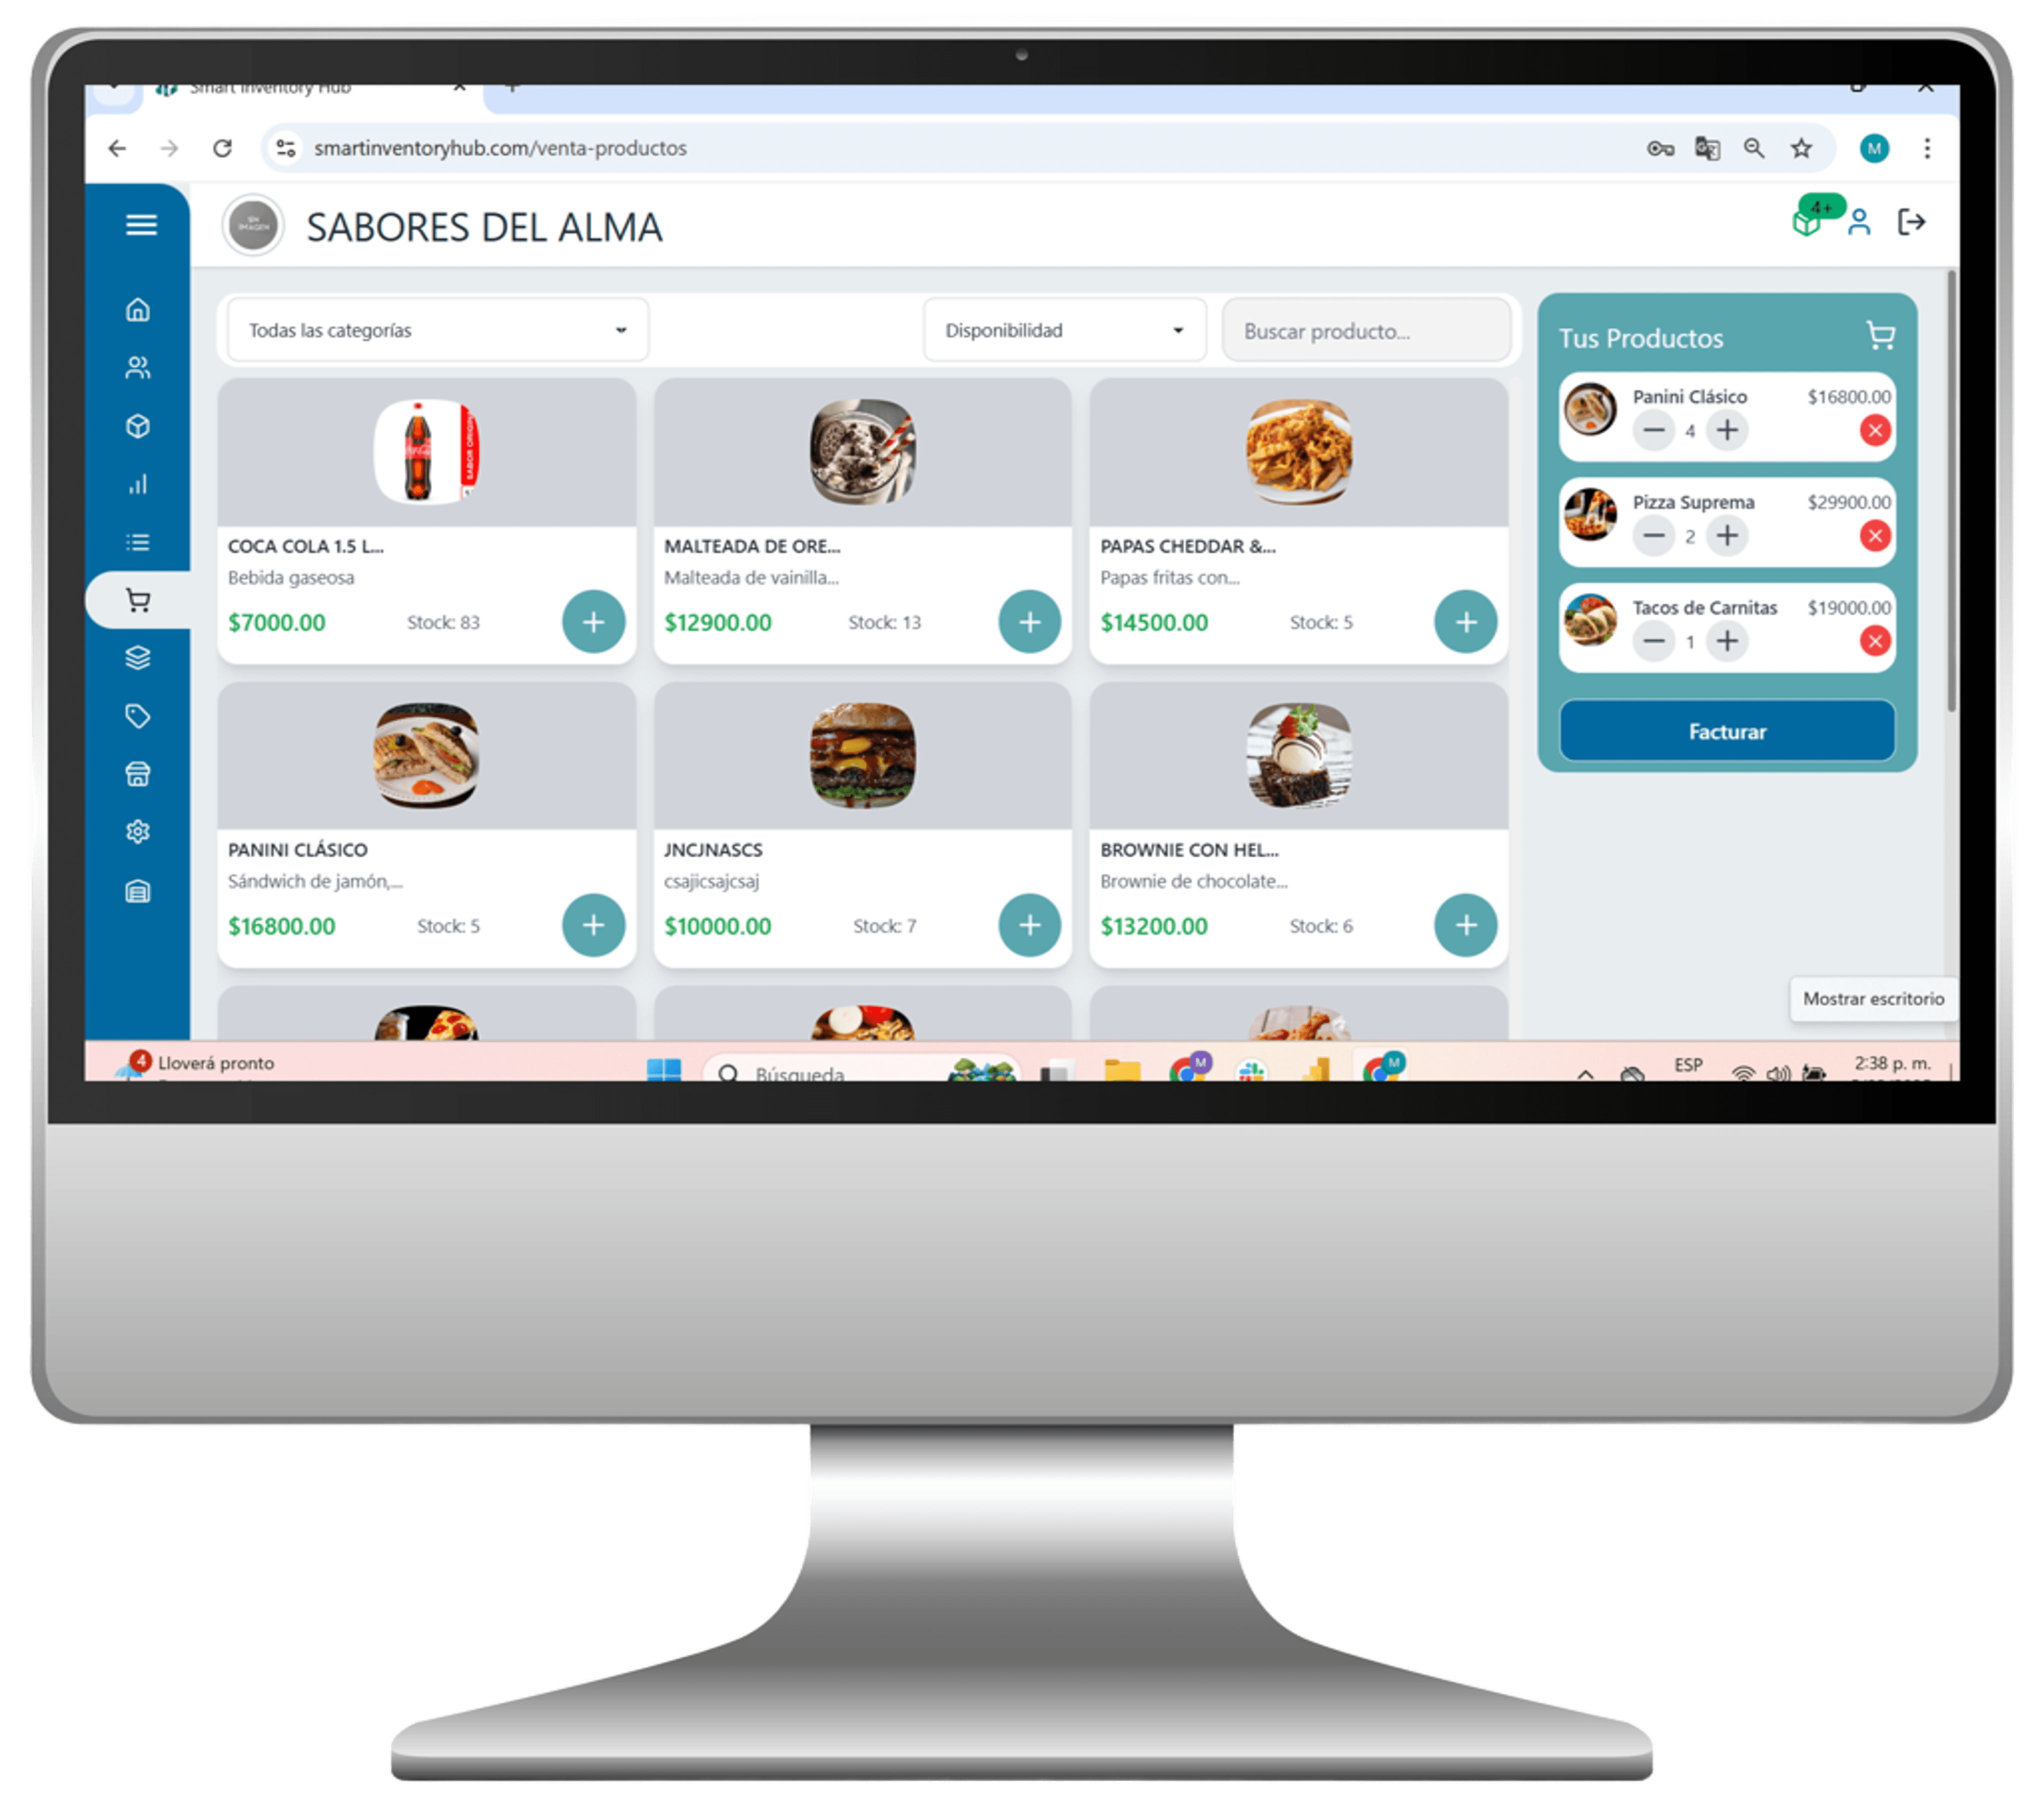 Smart Inventory Hub
smartinventoryhub.com/venta-productos
M
SIN IMAGEN
SABORES DEL ALMA
4+
Todas las categorías
Disponibilidad
Buscar producto...
Tus Productos
Panini Clásico $16800.00
4
Pizza Suprema $29900.00
2
Tacos de Carnitas $19000.00
1
Facturar
SABOR ORIGIN
COCA COLA 1.5 L...
Bebida gaseosa
$7000.00 Stock: 83
MALTEADA DE ORE...
Malteada de vainilla...
$12900.00 Stock: 13
PAPAS CHEDDAR &...
Papas fritas con...
$14500.00 Stock: 5
PANINI CLÁSICO
Sándwich de jamón,...
$16800.00 Stock: 5
JNCJNASCS
csajicsajcsaj
$10000.00 Stock: 7
BROWNIE CON HEL...
Brownie de chocolate...
$13200.00 Stock: 6
Mostrar escritorio
4
Lloverá pronto
Búsqueda
M
M
ESP
2:38 p. m.